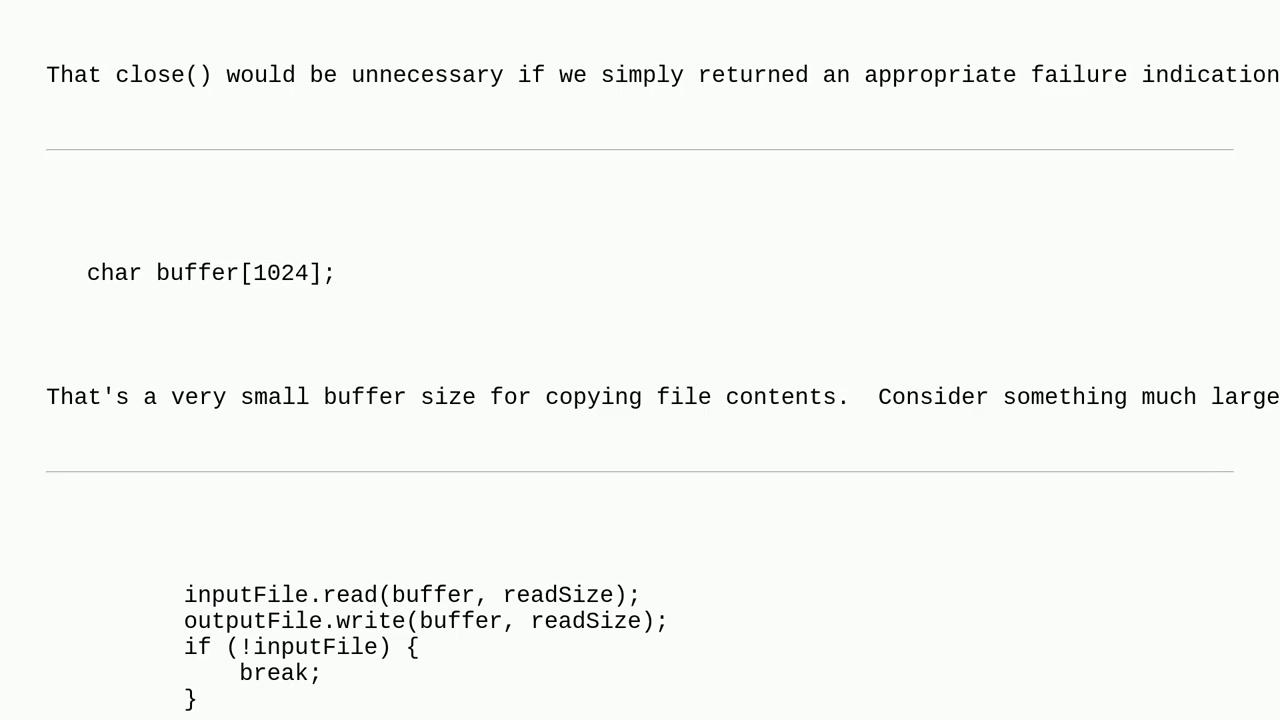 That close() would be unnecessary if we simply returned an appropriate failure indication
char buffer[1024];
That's a very small buffer size for copying file contents.  Consider something much large
inputFile.read(buffer, readSize);
outputFile.write(buffer, readSize);
if (!inputFile) {
    break;
}